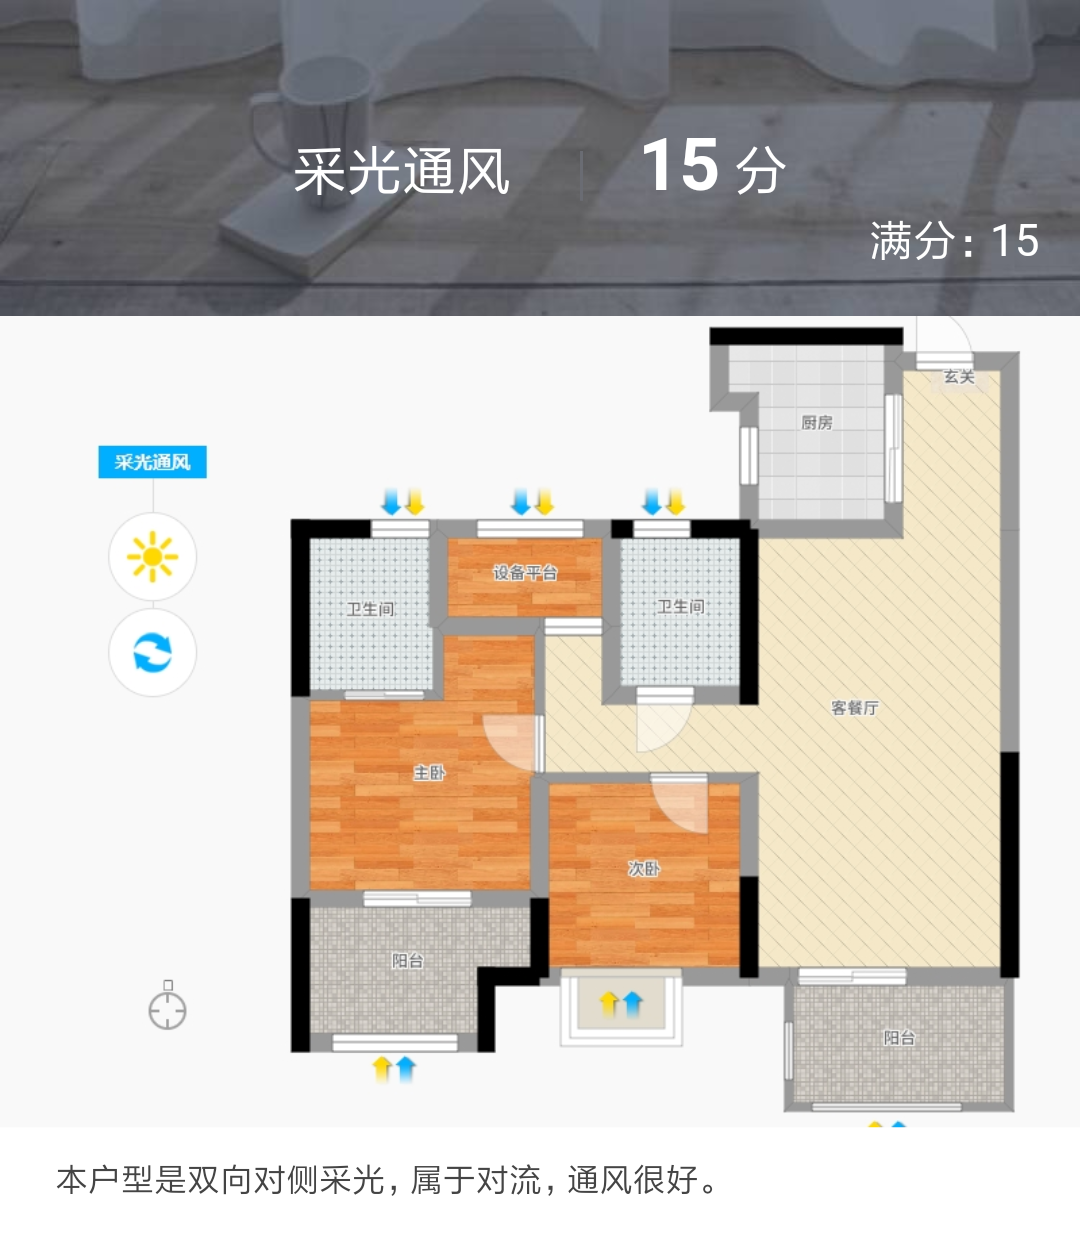 采光通风 15 分
满分：15
玄关
厨房
采光通风
设备平台
卫生间
卫生间
客餐厅
主卧
次卧
阳台
阳台
本户型是双向对侧采光，属于对流，通风很好。